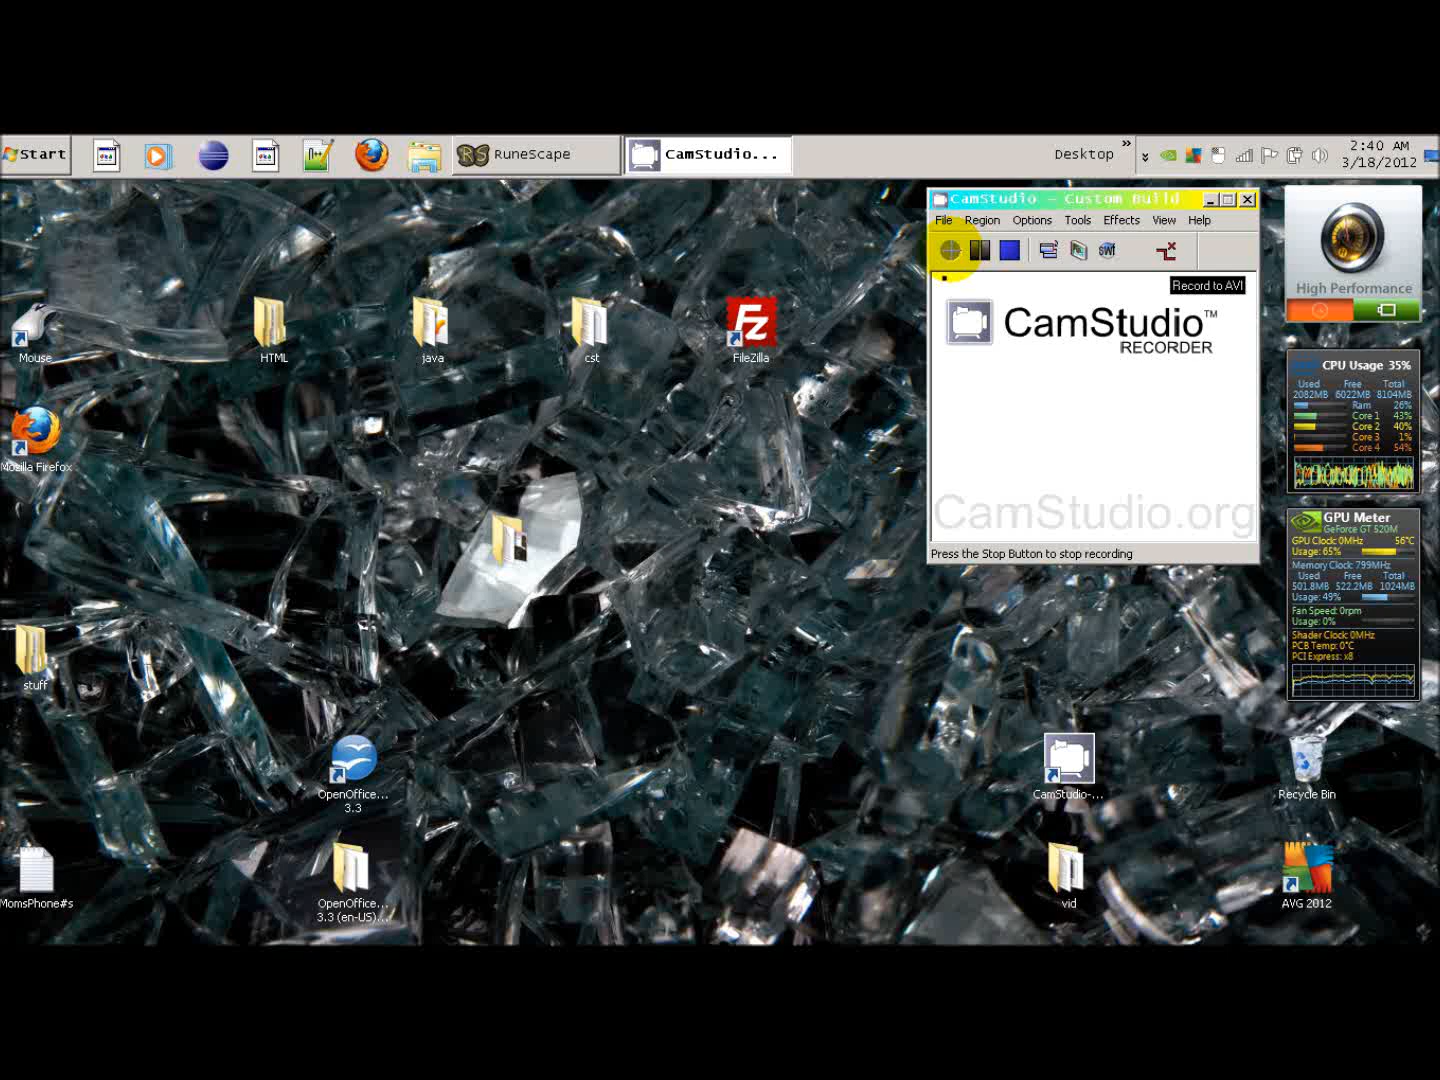 Start
RuneScape
CamStudio...
Desktop
2:40 AM
3/18/2012
CamStudio - Custom Build
File Region Options Tools Effects View Help
Record to AVI
CamStudio™
RECORDER
CamStudio.org
Press the Stop Button to stop recording
High Performance
CPU Usage 35%
Used Free Total
2082MB 6022MB 8104MB
Ram 26%
Core 1 43%
Core 2 40%
Core 3 1%
Core 4 54%
GPU Meter
GeForce GT 520M
GPU Clock: 0MHz 56°C
Usage: 65%
Memory Clock: 799MHz
Used Free Total
501.8MB 522.2MB 1024MB
Usage: 49%
Fan Speed: 0rpm
Usage: 0%
Shader Clock: 0MHz
PCB Temp: 0°C
PCI Express: x8
Mouse
HTML
java
cst
FileZilla
Mozilla Firefox
stuff
OpenOffice...
3.3
CamStudio-...
Recycle Bin
MomsPhone#s
OpenOffice...
3.3 (en-US)...
vid
AVG 2012